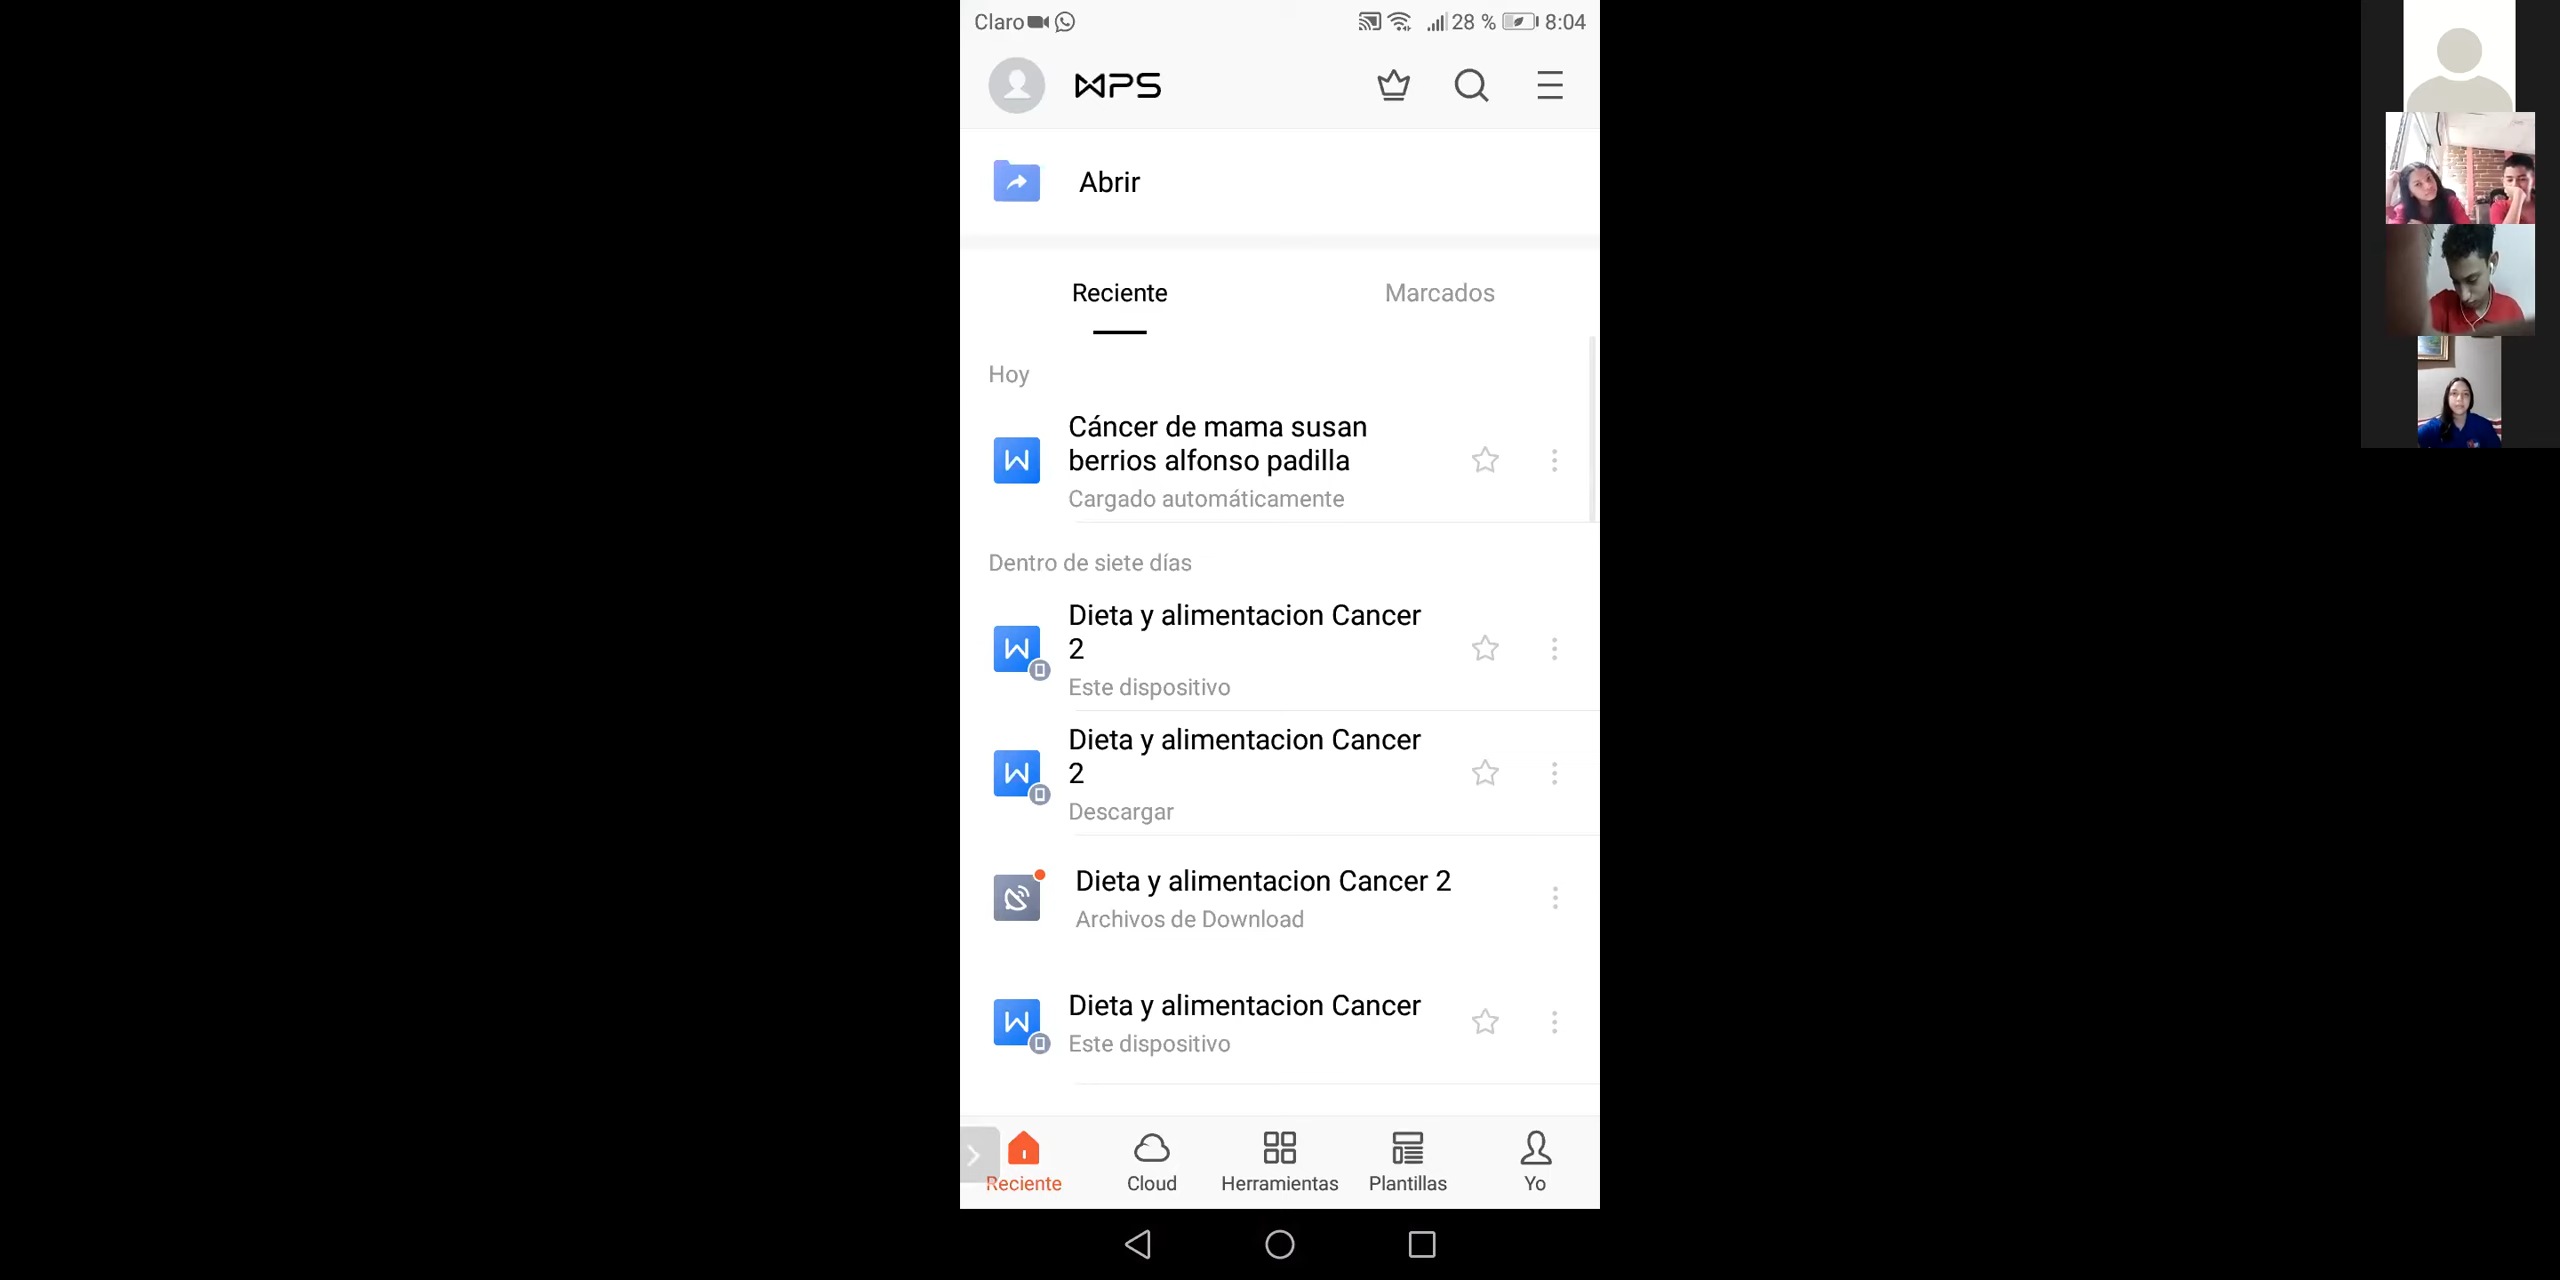 Claro 28 % 8:04
WPS
Abrir
Reciente Marcados
Hoy
Cáncer de mama susan
berrios alfonso padilla
Cargado automáticamente
Dentro de siete días
Dieta y alimentacion Cancer
2
Este dispositivo
Dieta y alimentacion Cancer
2
Descargar
Dieta y alimentacion Cancer 2
Archivos de Download
Dieta y alimentacion Cancer
Este dispositivo
Reciente Cloud Herramientas Plantillas Yo